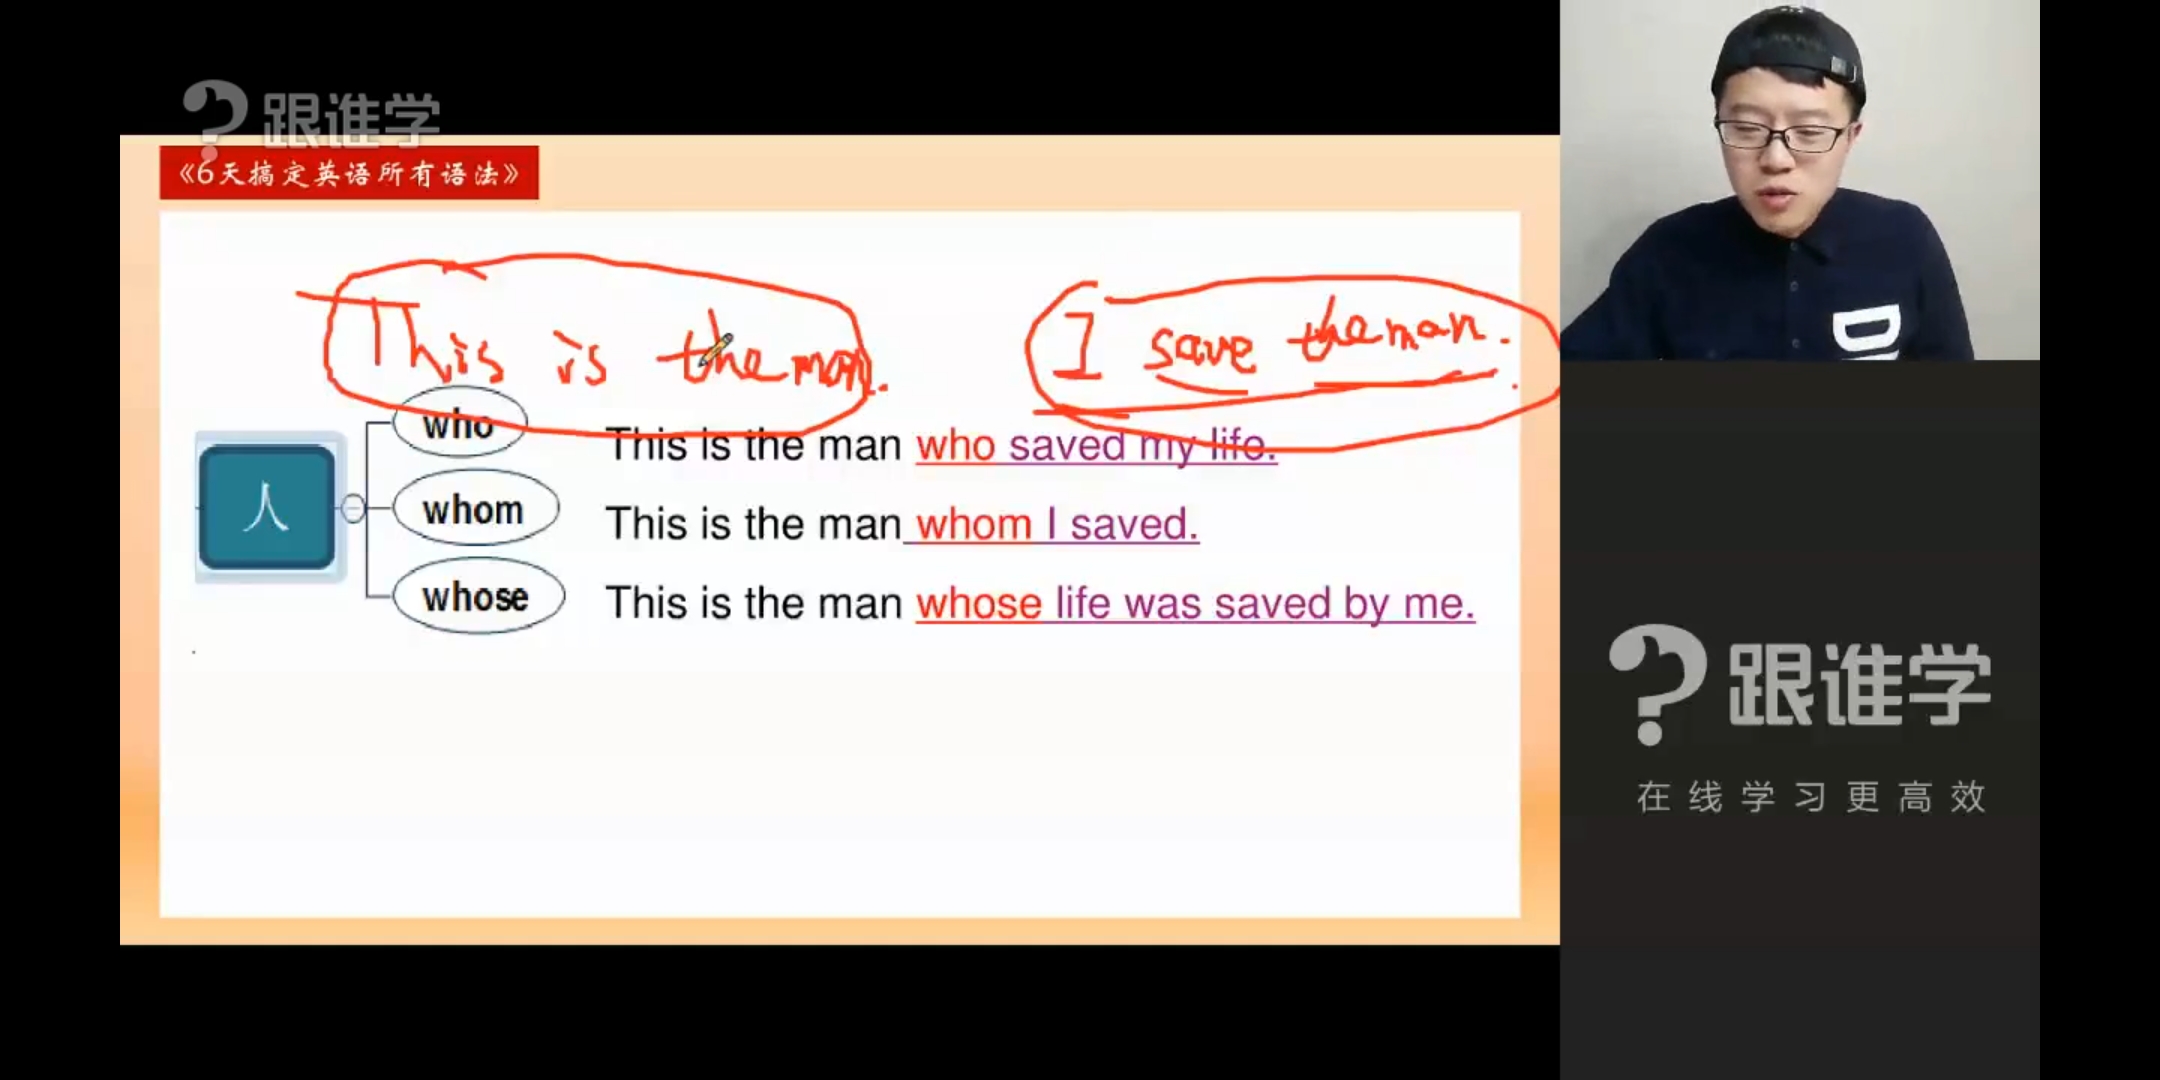 跟谁学
《6天搞定英语所有语法》
This is the man.
I save the man.
who
This is the man who saved my life.
人
whom
This is the man whom I saved.
whose
This is the man whose life was saved by me.
DI
跟谁学
在线学习更高效